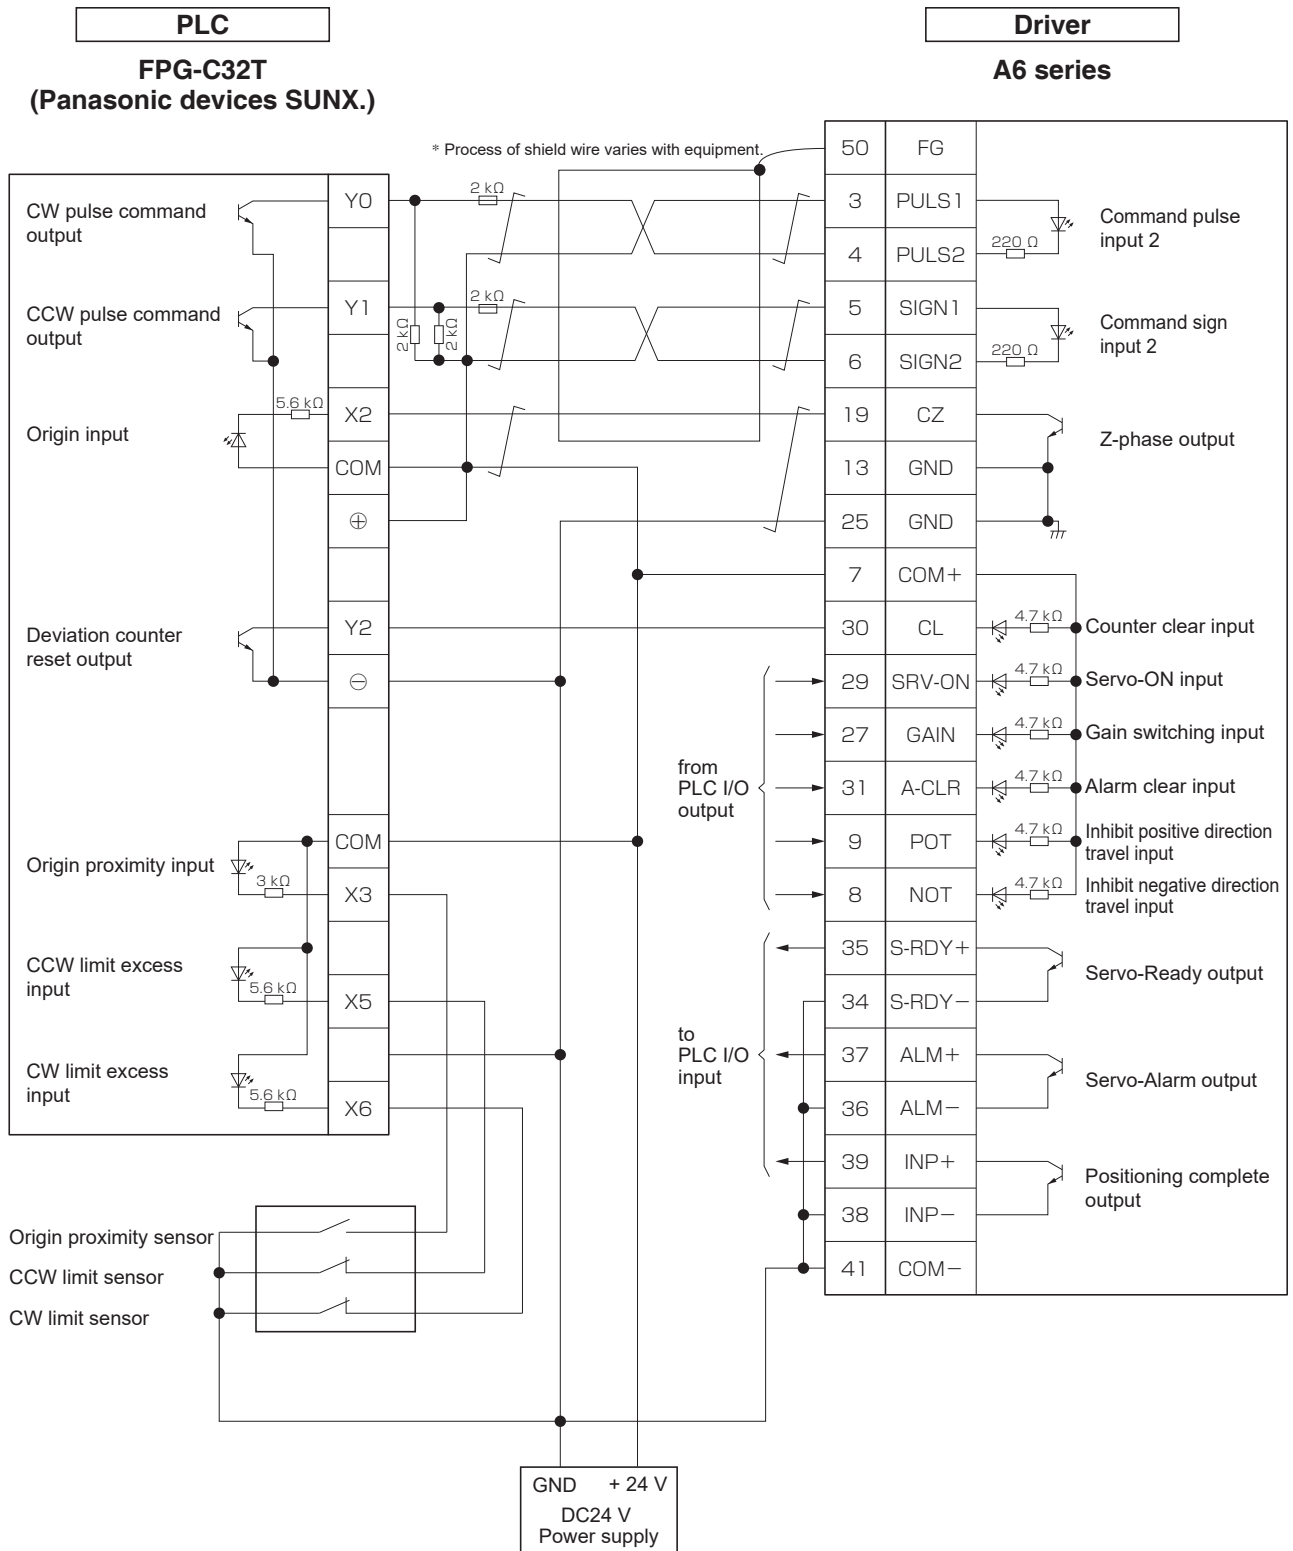 PLC
FPG-C32T
(Panasonic devices SUNX.)
Driver
A6 series
* Process of shield wire varies with equipment.
CW pulse command
output
CCW pulse command
output
Origin input
Deviation counter
reset output
Origin proximity input
CCW limit excess
input
CW limit excess
input
5.6 kΩ
3 kΩ
5.6 kΩ
5.6 kΩ
Y0
Y1
X2
COM
⊕
Y2
⊖
COM
X3
X5
X6
2 kΩ
2 kΩ
2 kΩ
2 kΩ
from
PLC I/O
output
to
PLC I/O
input
50 FG
3 PULS1
4 PULS2
5 SIGN1
6 SIGN2
19 CZ
13 GND
25 GND
7 COM+
30 CL
29 SRV-ON
27 GAIN
31 A-CLR
9 POT
8 NOT
35 S-RDY+
34 S-RDY−
37 ALM+
36 ALM−
39 INP+
38 INP−
41 COM−
220 Ω
Command pulse
input 2
220 Ω
Command sign
input 2
Z-phase output
4.7 kΩ
Counter clear input
4.7 kΩ
Servo-ON input
4.7 kΩ
Gain switching input
4.7 kΩ
Alarm clear input
4.7 kΩ
Inhibit positive direction
travel input
4.7 kΩ
Inhibit negative direction
travel input
Servo-Ready output
Servo-Alarm output
Positioning complete
output
Origin proximity sensor
CCW limit sensor
CW limit sensor
GND + 24 V
DC24 V
Power supply